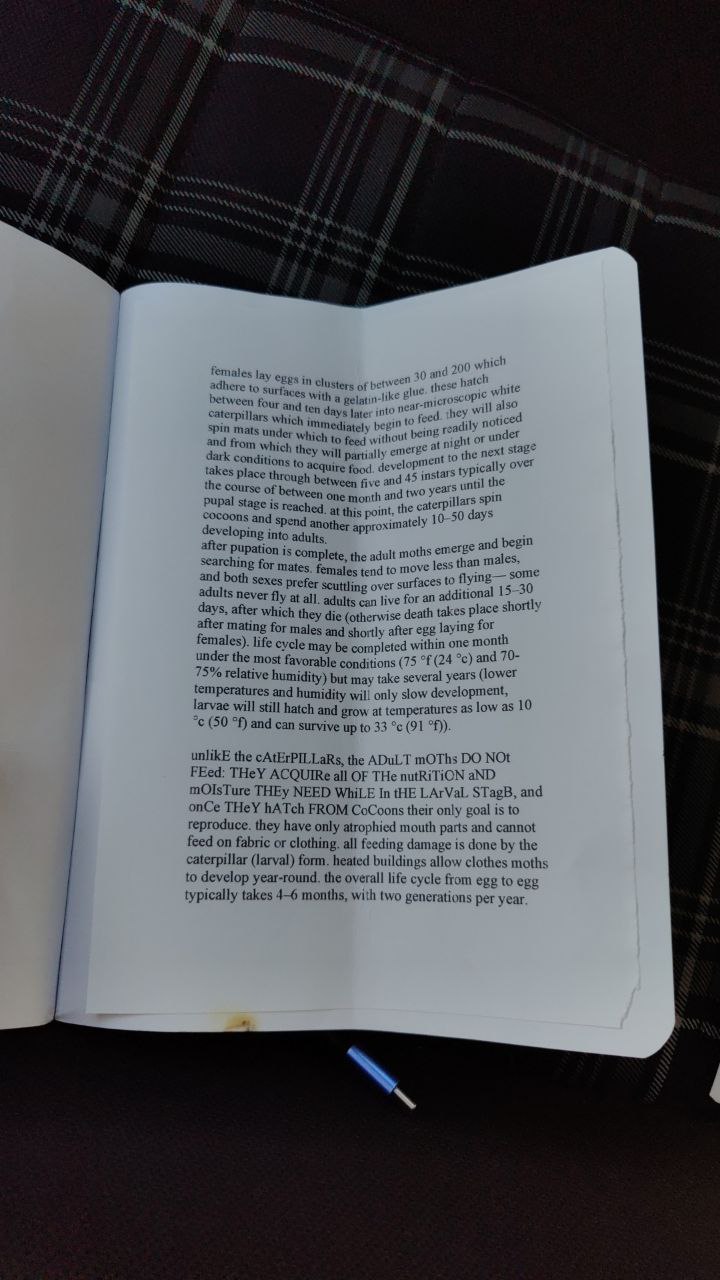 females lay eggs in clusters of between 30 and 200 which
adhere to surfaces with a gelatin-like glue. these hatch
between four and ten days later into near-microscopic white
caterpillars which immediately begin to feed. they will also
spin mats under which to feed without being readily noticed
and from which they will partially emerge at night or under
dark conditions to acquire food. development to the next stage
takes place through between five and 45 instars typically over
the course of between one month and two years until the
pupal stage is reached. at this point, the caterpillars spin
cocoons and spend another approximately 10–50 days
developing into adults.
after pupation is complete, the adult moths emerge and begin
searching for mates. females tend to move less than males,
and both sexes prefer scuttling over surfaces to flying— some
adults never fly at all. adults can live for an additional 15–30
days, after which they die (otherwise death takes place shortly
after mating for males and shortly after egg laying for
females). life cycle may be completed within one month
under the most favorable conditions (75 °f (24 °c) and 70-
75% relative humidity) but may take several years (lower
temperatures and humidity will only slow development,
larvae will still hatch and grow at temperatures as low as 10
°c (50 °f) and can survive up to 33 °c (91 °f)).
unlikE the cAtErPILLaRs, the ADuLT mOThs DO NOt
FEed: THeY ACQUIRe all OF THe nutRiTiON aND
mOIsTure THEy NEED WhiLE In tHE LArVaL STagB, and
onCe THeY hATch FROM CoCoons their only goal is to
reproduce. they have only atrophied mouth parts and cannot
feed on fabric or clothing. all feeding damage is done by the
caterpillar (larval) form. heated buildings allow clothes moths
to develop year-round. the overall life cycle from egg to egg
typically takes 4–6 months, with two generations per year.